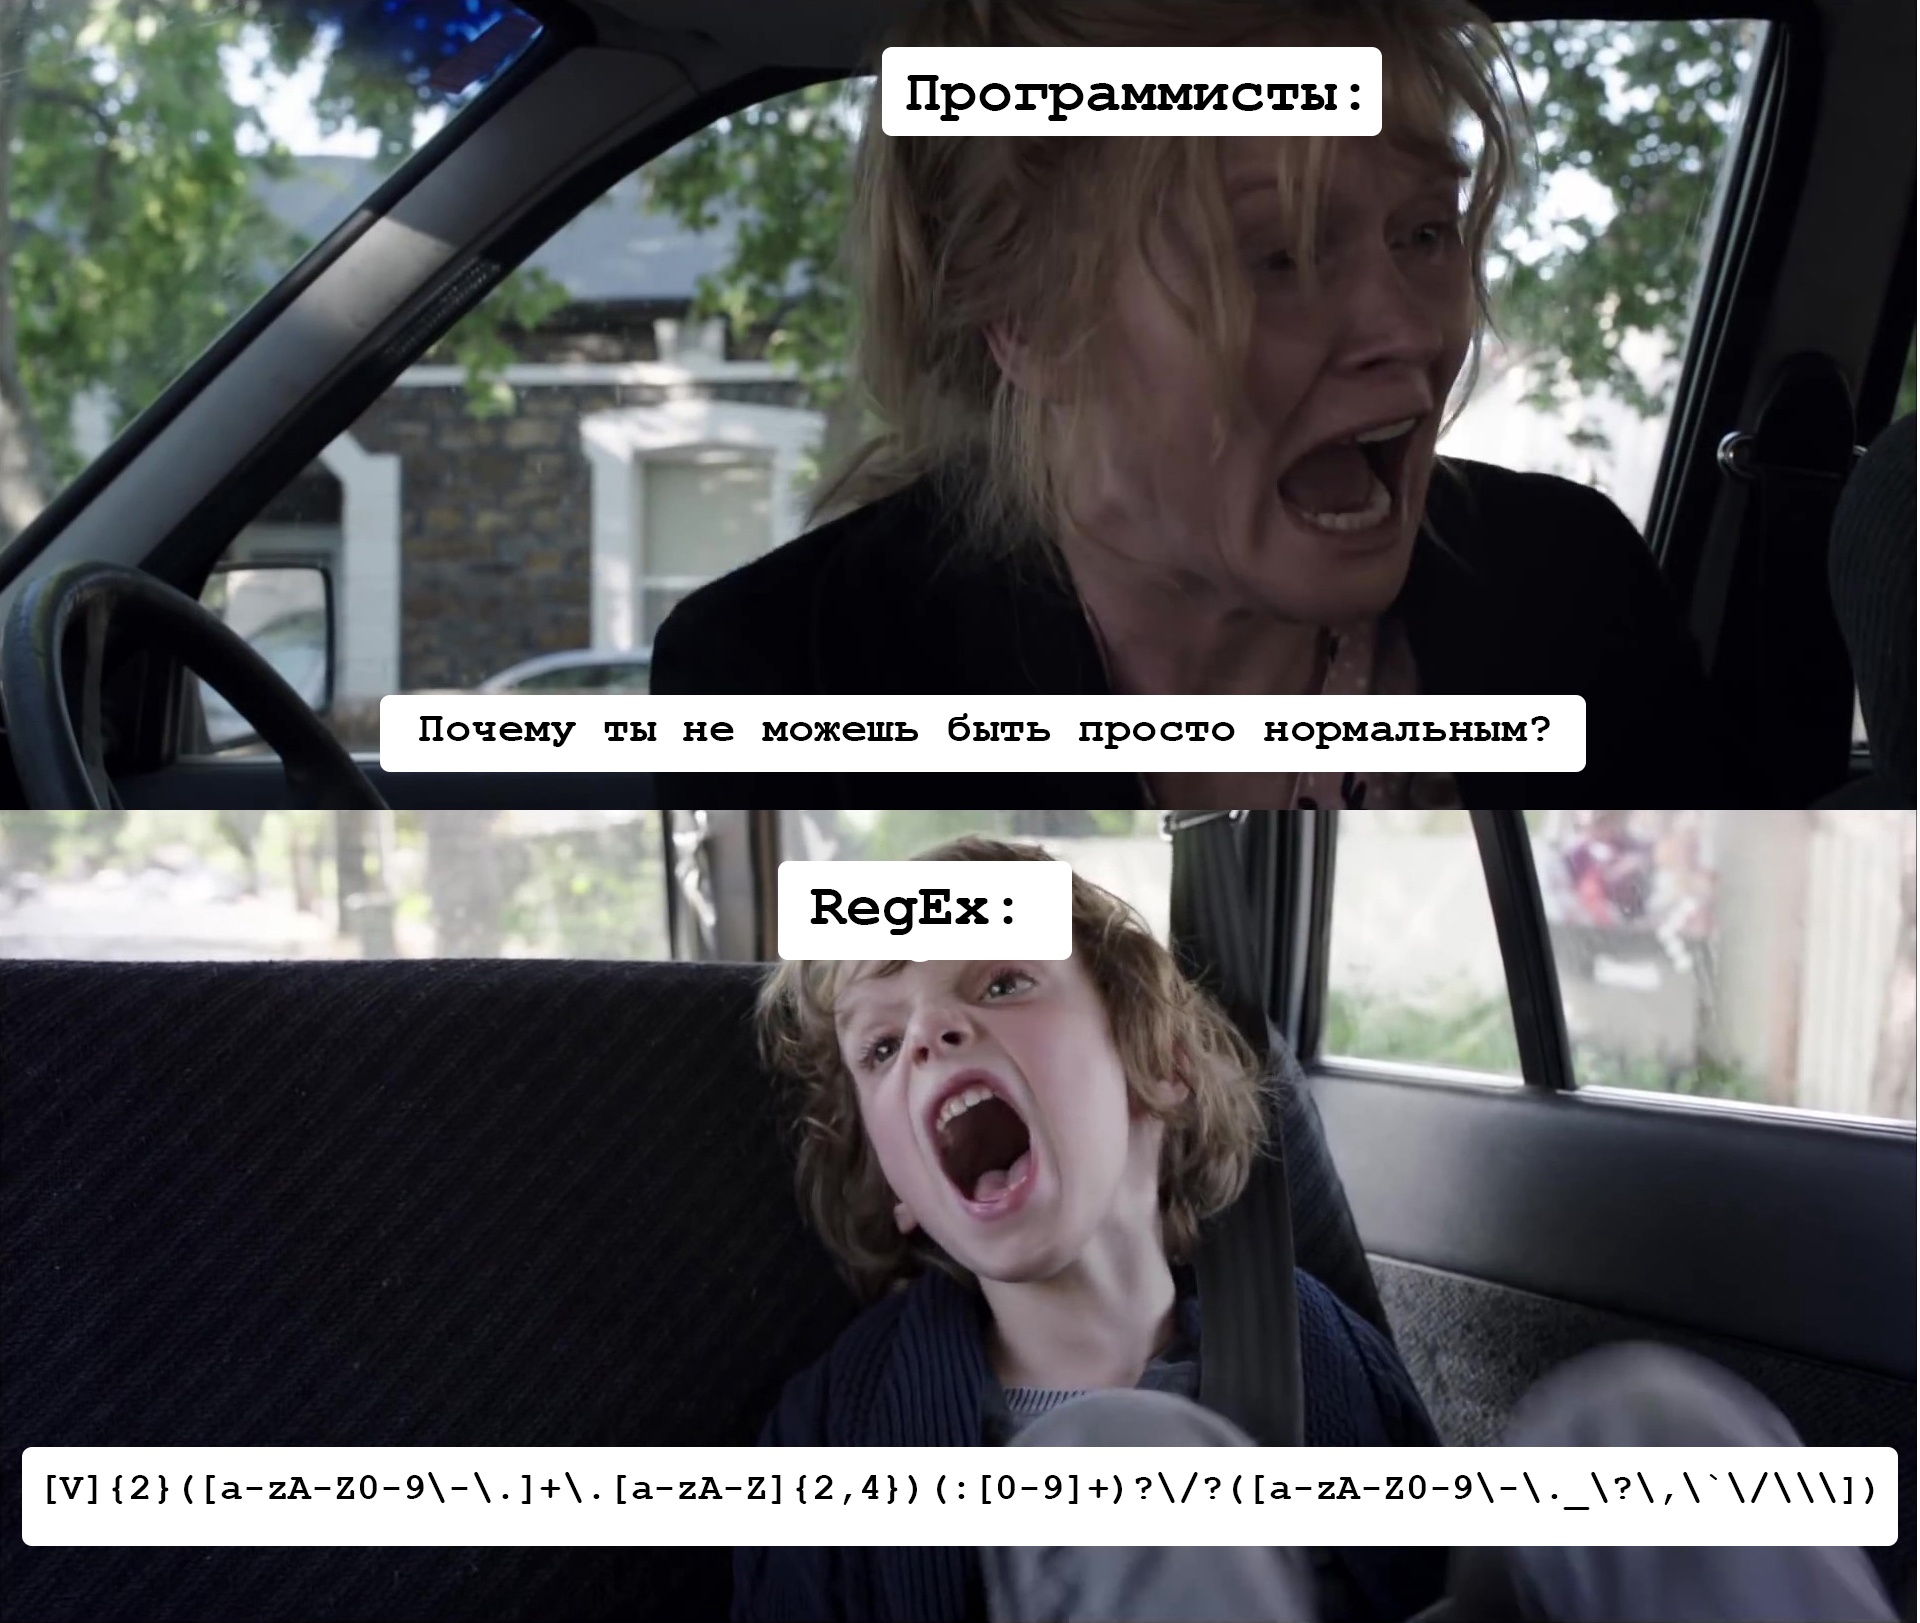 Программисты:
Почему ты не можешь быть просто нормальным?
RegEx:
[V]{2}([a-zA-Z0-9\-\.]+\.[a-zA-Z]{2,4})(:[0-9]+)?\/?([a-zA-Z0-9\-\._\?\,\`\/\\\])